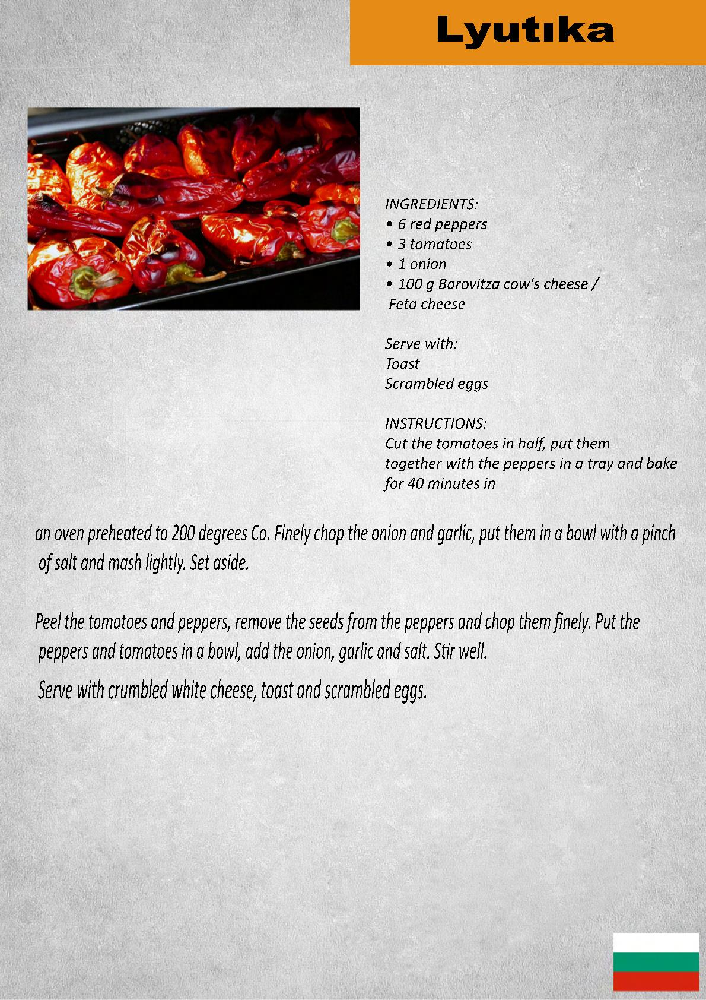 Lyutıka
INGREDIENTS:
• 6 red peppers
• 3 tomatoes
• 1 onion
• 100 g Borovitza cow's cheese /
Feta cheese
Serve with:
Toast
Scrambled eggs
INSTRUCTIONS:
Cut the tomatoes in half, put them
together with the peppers in a tray and bake
for 40 minutes in
an oven preheated to 200 degrees Co. Finely chop the onion and garlic, put them in a bowl with a pinch
of salt and mash lightly. Set aside.
Peel the tomatoes and peppers, remove the seeds from the peppers and chop them finely. Put the
peppers and tomatoes in a bowl, add the onion, garlic and salt. Stir well.
Serve with crumbled white cheese, toast and scrambled eggs.